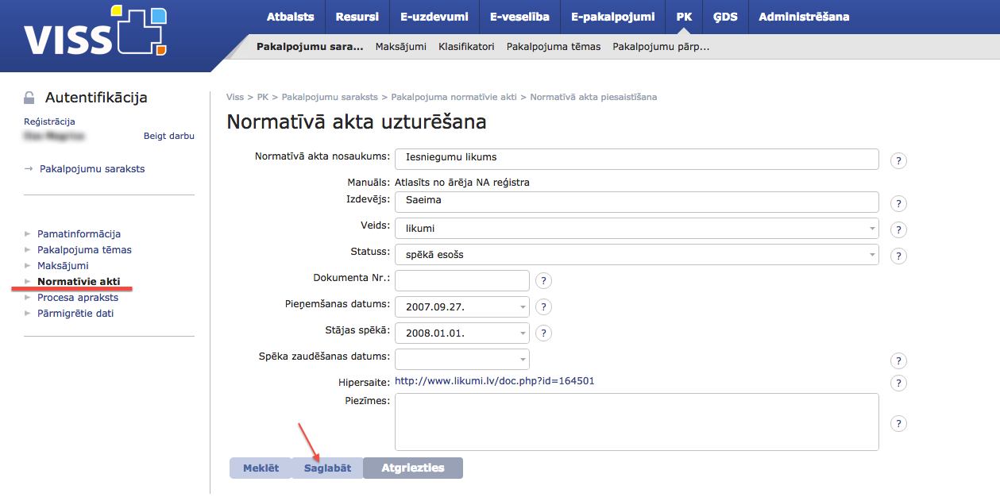 VISS
Atbalsts Resursi E-uzdevumi E-veselība E-pakalpojumi PK ĢDS Administrēšana
Pakalpojumu sara... Maksājumi Klasifikatori Pakalpojuma tēmas Pakalpojumu pārp...
Autentifikācija
Reģistrācija
Beigt darbu
→ Pakalpojumu saraksts
Pamatinformācija
Pakalpojuma tēmas
Maksājumi
Normatīvie akti
Procesa apraksts
Pārmigrētie dati
Viss > PK > Pakalpojumu saraksts > Pakalpojuma normatīvie akti > Normatīvā akta piesaistīšana
Normatīvā akta uzturēšana
Normatīvā akta nosaukums: Iesniegumu likums ?
Manuāls: Atlasīts no ārēja NA reģistra
Izdevējs: Saeima ?
Veids: likumi ?
Statuss: spēkā esošs ?
Dokumenta Nr.: ?
Pieņemšanas datums: 2007.09.27. ?
Stājas spēkā: 2008.01.01. ?
Spēka zaudēšanas datums: ?
Hipersaite: http://www.likumi.lv/doc.php?id=164501 ?
Piezīmes: ?
Meklēt Saglabāt Atgriezties